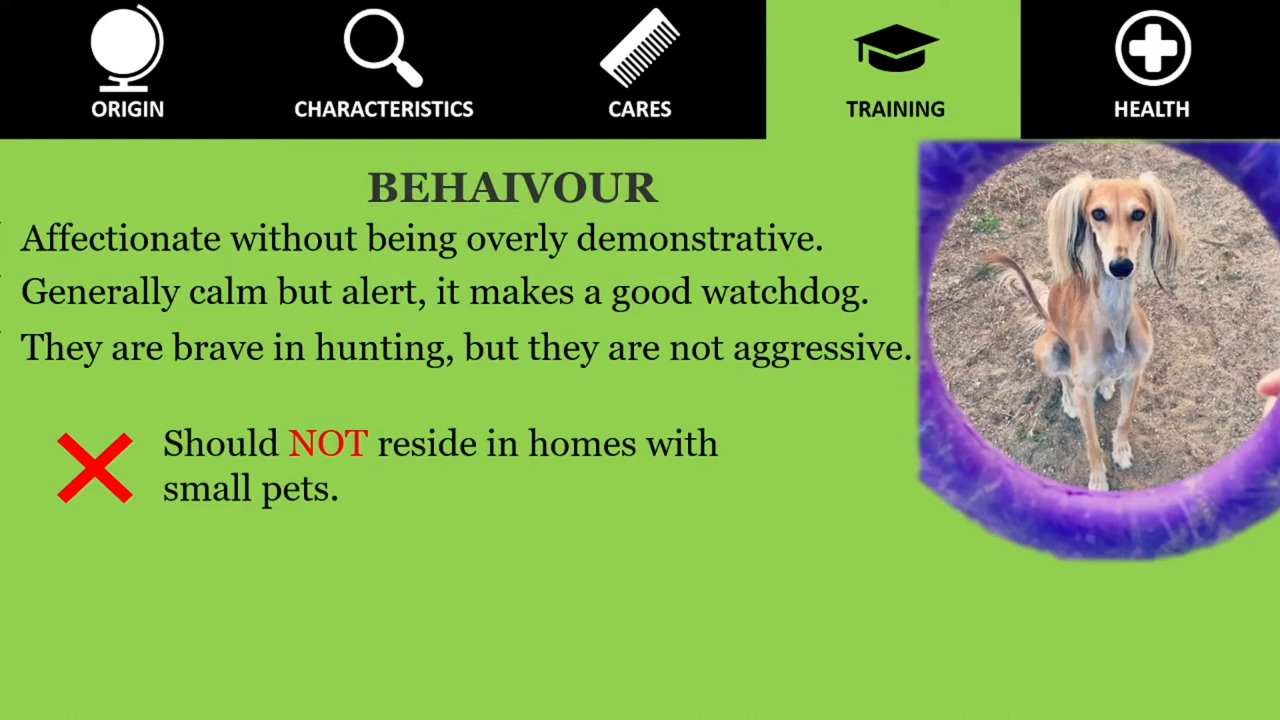 ORIGIN
CHARACTERISTICS
CARES
TRAINING
HEALTH
BEHAIVOUR
Affectionate without being overly demonstrative.
Generally calm but alert, it makes a good watchdog.
They are brave in hunting, but they are not aggressive.
Should NOT reside in homes with
small pets.